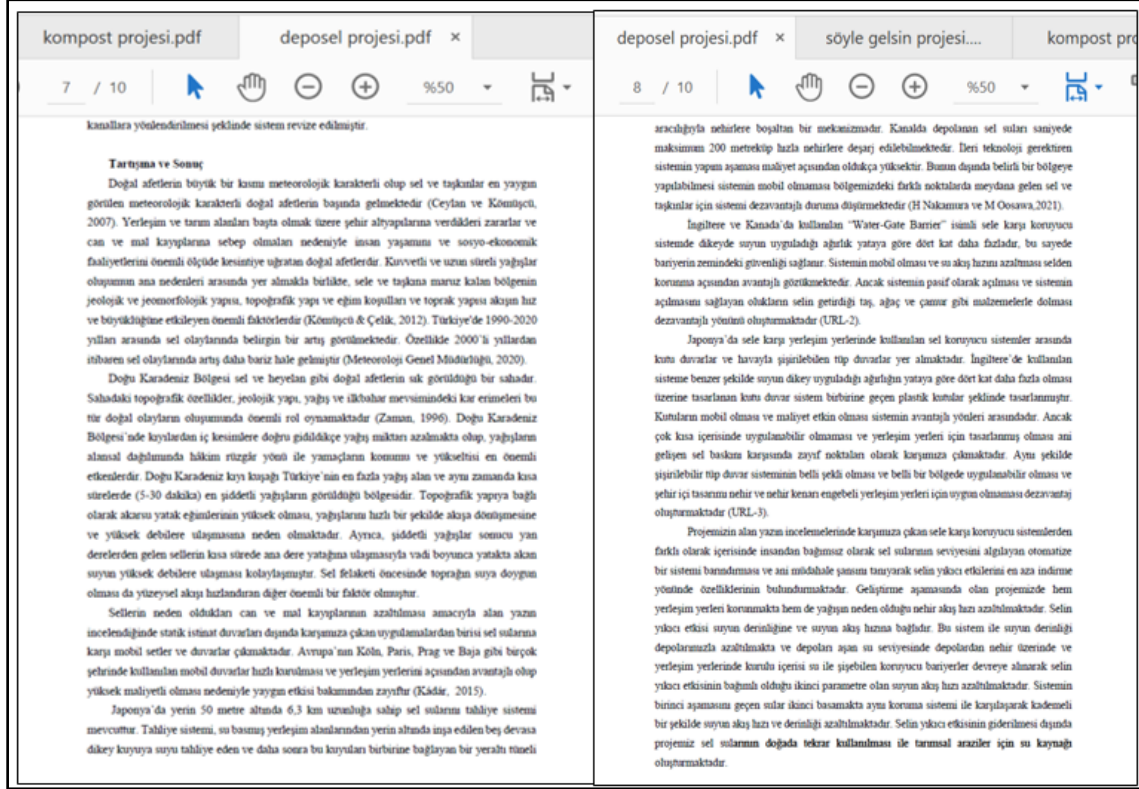 kompost projesi.pdf
deposel projesi.pdf ×
7 / 10
%50
kanallara yönlendirilmesi şeklinde sistem revize edilmiştir.
Tartışma ve Sonuç
Doğal afetlerin büyük bir kısmı meteorolojik karakterli olup sel ve taşkınlar en yaygın
görülen meteorolojik karakterli doğal afetlerin başında gelmektedir (Ceylan ve Kömüşçü,
2007). Yerleşim ve tarım alanları başta olmak üzere şehir altyapılarına verdikleri zararlar ve
can ve mal kayıplarına sebep olmaları nedeniyle insan yaşamını ve sosyo-ekonomik
faaliyetlerini önemli ölçüde kesintiye uğratan doğal afetlerdir. Kuvvetli ve uzun süreli yağışlar
oluşumun ana nedenleri arasında yer almakla birlikte, sele ve taşkına maruz kalan bölgenin
jeolojik ve jeomorfolojik yapısı, topoğrafik yapı ve eğim koşulları ve toprak yapısı akışın hız
ve büyüklüğüne etkileyen önemli faktörlerdir (Kömüşcü & Çelik, 2012). Türkiye'de 1990-2020
yılları arasında sel olaylarında belirgin bir artış görülmektedir. Özellikle 2000'li yıllardan
itibaren sel olaylarında artış daha bariz hale gelmiştir (Meteoroloji Genel Müdürlüğü, 2020).
Doğu Karadeniz Bölgesi sel ve heyelan gibi doğal afetlerin sık görüldüğü bir sahadır.
Sahadaki topoğrafik özellikler, jeolojik yapı, yağış ve ilkbahar mevsimindeki kar erimeleri bu
tür doğal olayların oluşumunda önemli rol oynamaktadır (Zaman, 1996). Doğu Karadeniz
Bölgesi'nde kıyılardan iç kesimlere doğru gidildikçe yağış miktarı azalmakta olup, yağışların
alansal dağılımında hâkim rüzgâr yönü ile yamaçların konumu ve yükseltisi en önemli
etkenlerdir. Doğu Karadeniz kıyı kuşağı Türkiye'nin en fazla yağış alan ve aynı zamanda kısa
sürelerde (5-30 dakika) en şiddetli yağışların görüldüğü bölgesidir. Topoğrafik yapıya bağlı
olarak akarsu yatak eğimlerinin yüksek olması, yağışların hızlı bir şekilde akışa dönüşmesine
ve yüksek debilere ulaşmasına neden olmaktadır. Ayrıca, şiddetli yağışlar sonucu yan
derelerden gelen sellerin kısa sürede ana dere yatağına ulaşmasıyla vadi boyunca yatakta akan
suyun yüksek debilere ulaşması kolaylaşmıştır. Sel felaketi öncesinde toprağın suya doygun
olması da yüzeysel akışı hızlandıran diğer önemli bir faktör olmuştur.
Sellerin neden oldukları can ve mal kayıplarının azaltılması amacıyla alan yazın
incelendiğinde statik istinat duvarları dışında karşımıza çıkan uygulamalardan birisi sel sularına
karşı mobil setler ve duvarlar çıkmaktadır. Avrupa'nın Köln, Paris, Prag ve Baja gibi birçok
şehrinde kullanılan mobil duvarlar hızlı kurulması ve yerleşim yerlerini açısından avantajlı olup
yüksek maliyetli olması nedeniyle yaygın etkisi bakımından zayıftır (Kádár, 2015).
Japonya'da yerin 50 metre altında 6,3 km uzunluğa sahip sel sularını tahliye sistemi
mevcuttur. Tahliye sistemi, su basmış yerleşim alanlarından yerin altında inşa edilen beş devasa
dikey kuyuya suyu tahliye eden ve daha sonra bu kuyuları birbirine bağlayan bir yeraltı tüneli
deposel projesi.pdf ×
söyle gelsin projesi....
kompost pro
8 / 10
%50
aracılığıyla nehirlere boşaltan bir mekanizmadır. Kanalda depolanan sel suları saniyede
maksimum 200 metreküp hızla nehirlere deşarj edilebilmektedir. İleri teknoloji gerektiren
sistemin yapım aşaması maliyet açısından oldukça yüksektir. Bunun dışında belirli bir bölgeye
yapılabilmesi sistemin mobil olmaması bölgemizdeki farklı noktalarda meydana gelen sel ve
taşkınlar için sistemi dezavantajlı duruma düşürmektedir (H Nakamura ve M Oosawa,2021).
İngiltere ve Kanada'da kullanılan “Water-Gate Barrier” isimli sele karşı koruyucu
sistemde dikeyde suyun uyguladığı ağırlık yataya göre dört kat daha fazladır, bu sayede
bariyerin zemindeki güvenliği sağlanır. Sistemin mobil olması ve su akış hızını azaltması selden
korunma açısından avantajlı gözükmektedir. Ancak sistemin pasif olarak açılması ve sistemin
açılmasını sağlayan olukların selin getirdiği taş, ağaç ve çamur gibi malzemelerle dolması
dezavantajlı yönünü oluşturmaktadır (URL-2).
Japonya'da sele karşı yerleşim yerlerinde kullanılan sel koruyucu sistemler arasında
kutu duvarlar ve havayla şişirilebilen tüp duvarlar yer almaktadır. İngiltere'de kullanılan
sisteme benzer şekilde suyun dikey uyguladığı ağırlığın yataya göre dört kat daha fazla olması
üzerine tasarlanan kutu duvar sistem birbirine geçen plastik kutular şeklinde tasarlanmıştır.
Kutuların mobil olması ve maliyet etkin olması sistemin avantajlı yönleri arasındadır. Ancak
çok kısa içerisinde uygulanabilir olmaması ve yerleşim yerleri için tasarlanmış olması ani
gelişen sel baskını karşısında zayıf noktaları olarak karşımıza çıkmaktadır. Aynı şekilde
şişirilebilir tüp duvar sisteminin belli şekli olması ve belli bir bölgede uygulanabilir olması ve
şehir içi tasarımı nehir ve nehir kenarı engebeli yerleşim yerleri için uygun olmaması dezavantaj
oluşturmaktadır (URL-3).
Projemizin alan yazın incelemelerinde karşımıza çıkan sele karşı koruyucu sistemlerden
farklı olarak içerisinde insandan bağımsız olarak sel sularının seviyesini algılayan otomatize
bir sistemi barındırması ve ani müdahale şansını tanıyarak selin yıkıcı etkilerini en aza indirme
yönünde özelliklerinin bulundurmaktadır. Geliştirme aşamasında olan projemizde hem
yerleşim yerleri korunmakta hem de yağışın neden olduğu nehir akış hızı azaltılmaktadır. Selin
yıkıcı etkisi suyun derinliğine ve suyun akış hızına bağlıdır. Bu sistem ile suyun derinliği
depolarımızla azaltılmakta ve depoları aşan su seviyesinde depolardan nehir üzerinde ve
yerleşim yerlerinde kurulu içerisi su ile şişebilen koruyucu bariyerler devreye alınarak selin
yıkıcı etkisinin bağımlı olduğu ikinci parametre olan suyun akış hızı azaltılmaktadır. Sistemin
birinci aşamasını geçen sular ikinci basamakta aynı koruma sistemi ile karşılaşarak kademeli
bir şekilde suyun akış hızı ve derinliği azaltılmaktadır. Selin yıkıcı etkisinin giderilmesi dışında
projemiz sel sularının doğada tekrar kullanılması ile tarımsal araziler için su kaynağı
oluşturmaktadır.